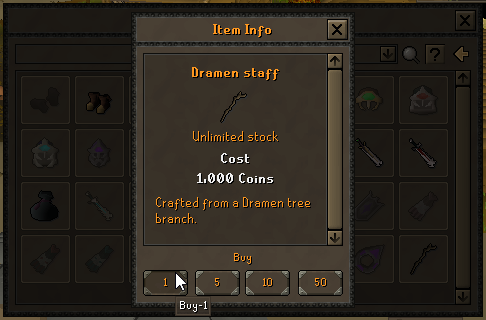 Item Info
?
Dramen staff
Unlimited stock
Cost
1,000 Coins
Crafted from a Dramen tree
branch.
Buy
1 5 10 50
Buy-1